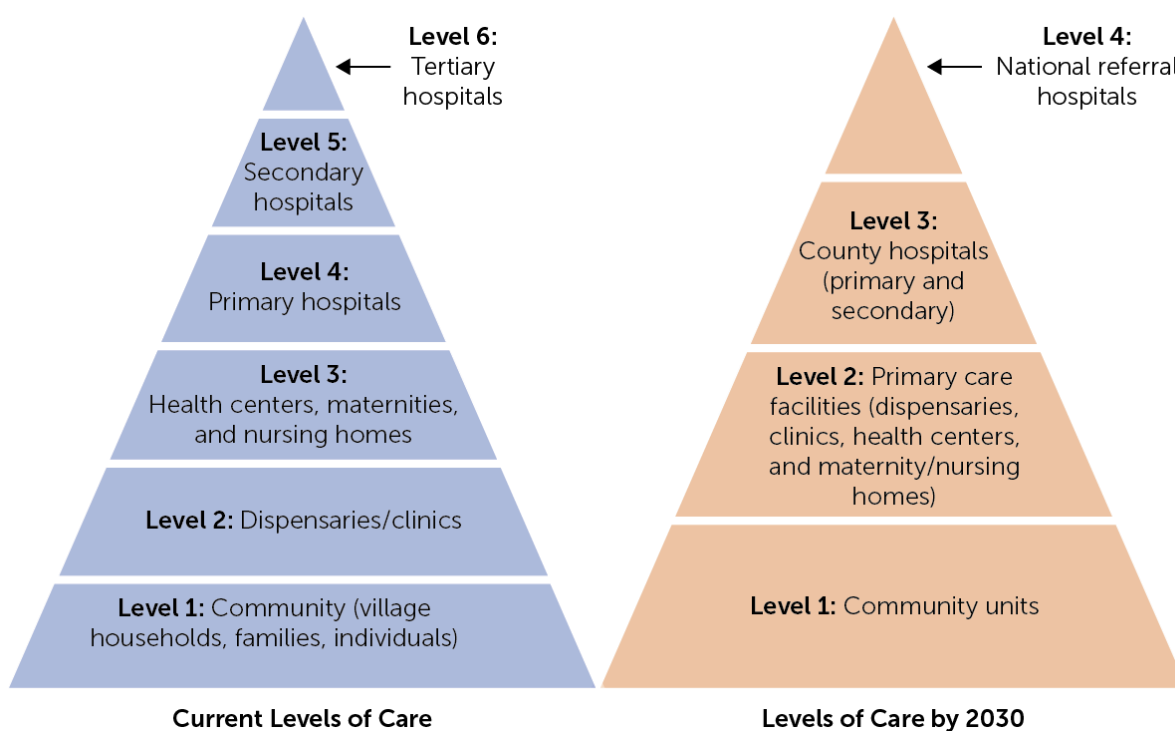 Level 6:
Tertiary
hospitals
Level 5:
Secondary
hospitals
Level 4:
Primary hospitals
Level 3:
Health centers, maternities,
and nursing homes
Level 2: Dispensaries/clinics
Level 1: Community (village
households, families, individuals)
Current Levels of Care
Level 4:
National referral
hospitals
Level 3:
County hospitals
(primary and
secondary)
Level 2: Primary care
facilities (dispensaries,
clinics, health centers,
and maternity/nursing
homes)
Level 1: Community units
Levels of Care by 2030